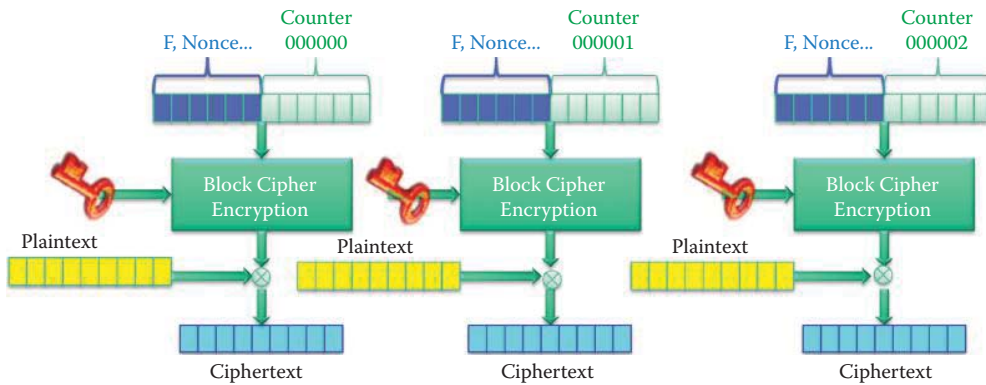 Counter
F, Nonce... 000000
Counter
F, Nonce... 000001
Counter
F, Nonce... 000002
Block Cipher
Encryption
Block Cipher
Encryption
Block Cipher
Encryption
Plaintext
Plaintext
Plaintext
Ciphertext
Ciphertext
Ciphertext